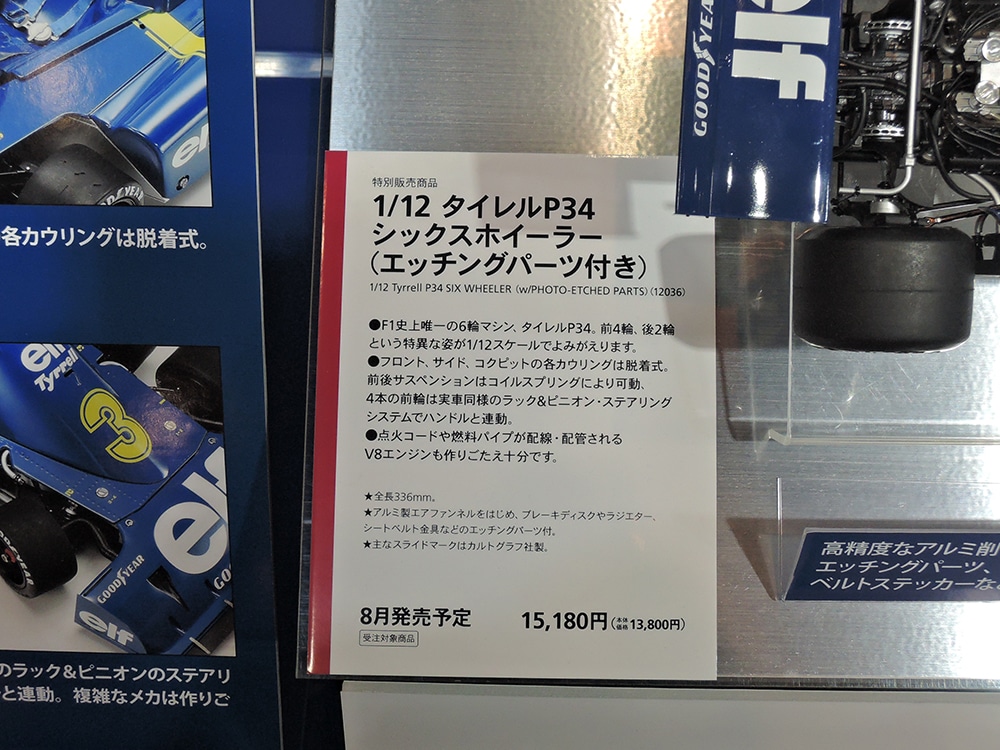 elf
GOODYEAR
各カウリングは脱着式。
elf
Tyrrell
3
elf
GOODYEAR
elf
のラック&ピニオンのステアリ
と連動。複雑なメカは作りご
特別販売商品
1/12 タイレルP34
シックスホイーラー
(エッチングパーツ付き)
1/12 Tyrrell P34 SIX WHEELER (w/PHOTO-ETCHED PARTS) (12036)
●F1史上唯一の6輪マシン、タイレルP34。前4輪、後2輪
という特異な姿が1/12スケールでよみがえります。
●フロント、サイド、コクピットの各カウリングは脱着式。
前後サスペンションはコイルスプリングにより可動、
4本の前輪は実車同様のラック&ピニオン・ステアリング
システムでハンドルと連動。
●点火コードや燃料パイプが配線・配管される
V8エンジンも作りごたえ十分です。
★全長336mm。
★アルミ製エアファンネルをはじめ、ブレーキディスクやラジエター、
シートベルト金具などのエッチングパーツ付。
★主なスライドマークはカルトグラフ社製。
8月発売予定 15,180円(本体価格 13,800円)
受注対象商品
GOODYEAR
elf
高精度なアルミ削
エッチングパーツ、
ベルトステッカーな